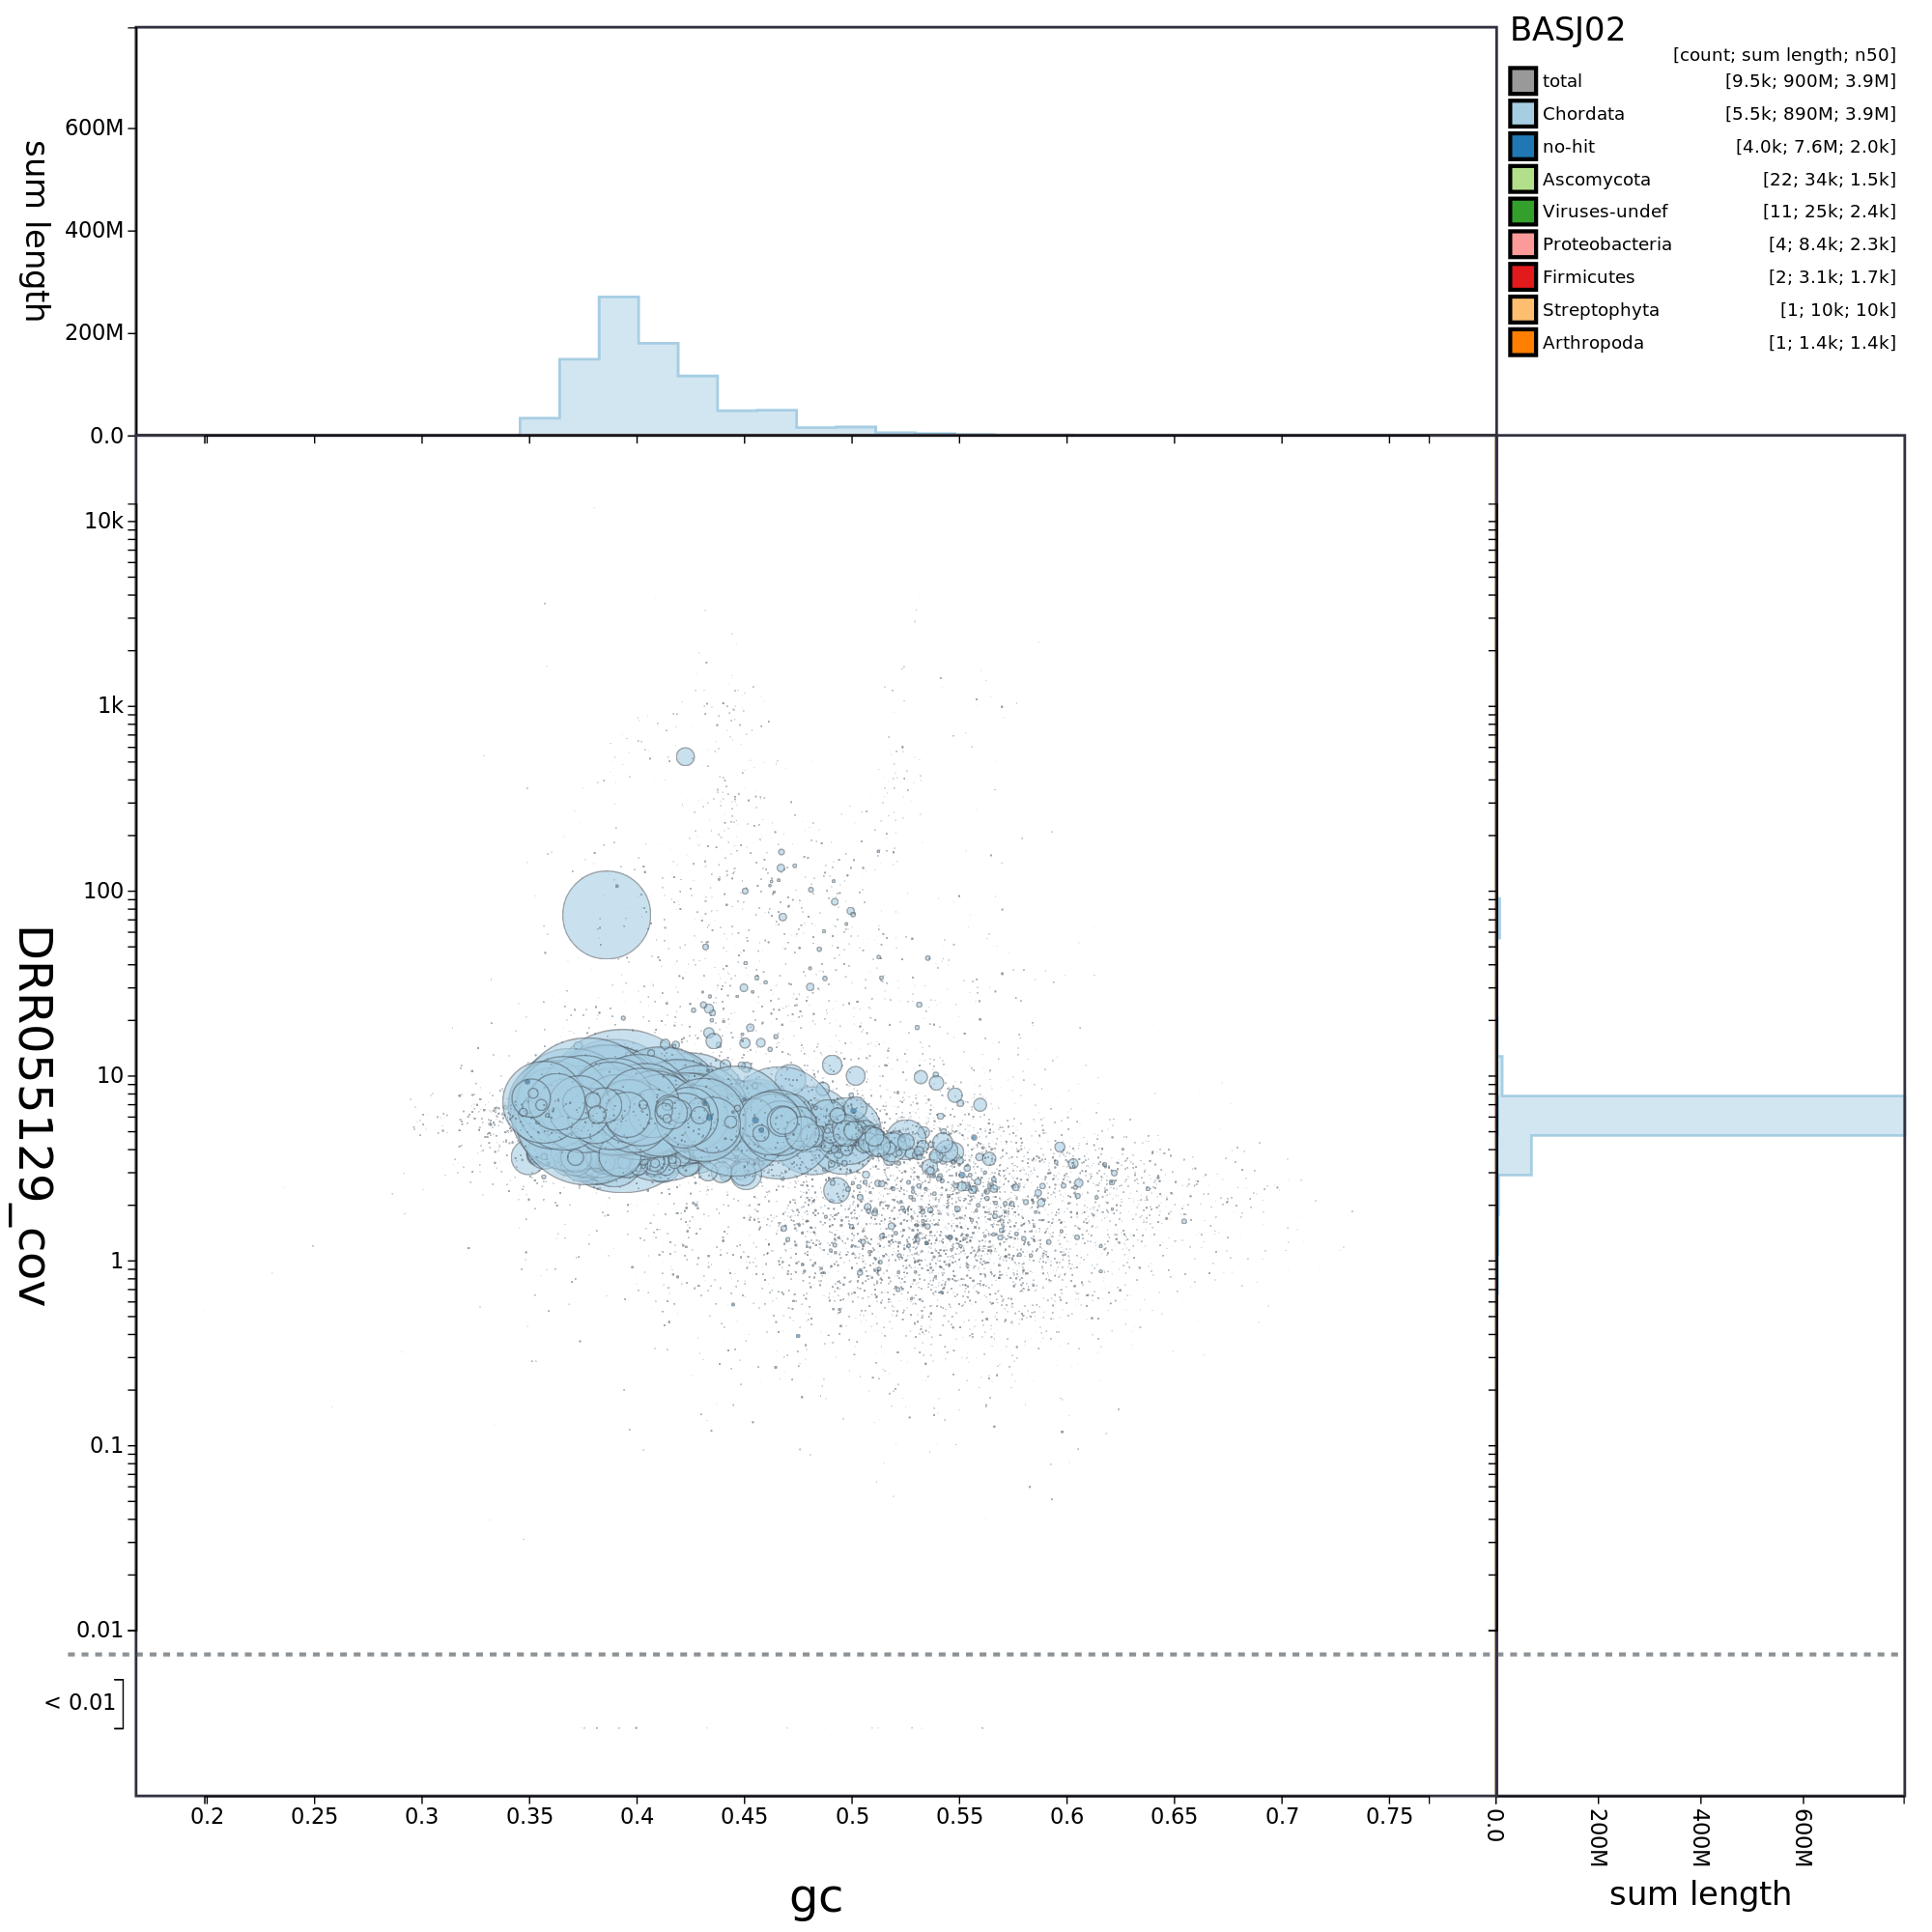 BASJ02
[count; sum length; n50]
total [9.5k; 900M; 3.9M]
Chordata [5.5k; 890M; 3.9M]
no-hit [4.0k; 7.6M; 2.0k]
Ascomycota [22; 34k; 1.5k]
Viruses-undef [11; 25k; 2.4k]
Proteobacteria [4; 8.4k; 2.3k]
Firmicutes [2; 3.1k; 1.7k]
Streptophyta [1; 10k; 10k]
Arthropoda [1; 1.4k; 1.4k]
sum length
600M
400M
200M
0.0
DRR055129_cov
10k
1k
100
10
1
0.1
0.01
< 0.01
0.2 0.25 0.3 0.35 0.4 0.45 0.5 0.55 0.6 0.65 0.7 0.75
gc
0.0 200M 400M 600M
sum length